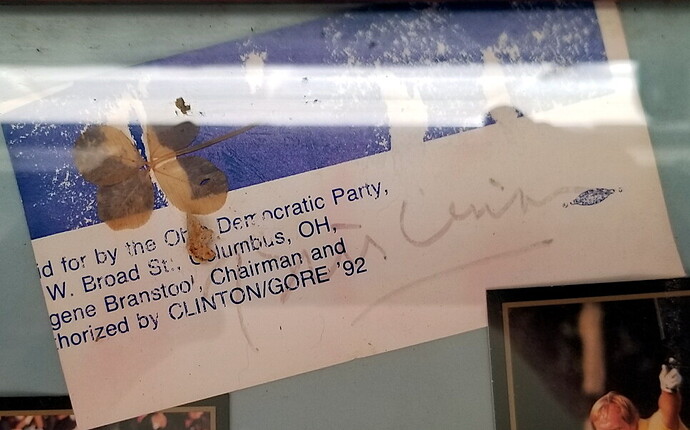 id for by the Ohio Democratic Party,
W. Broad St., Columbus, OH,
gene Branstool, Chairman and
horized by CLINTON/GORE '92